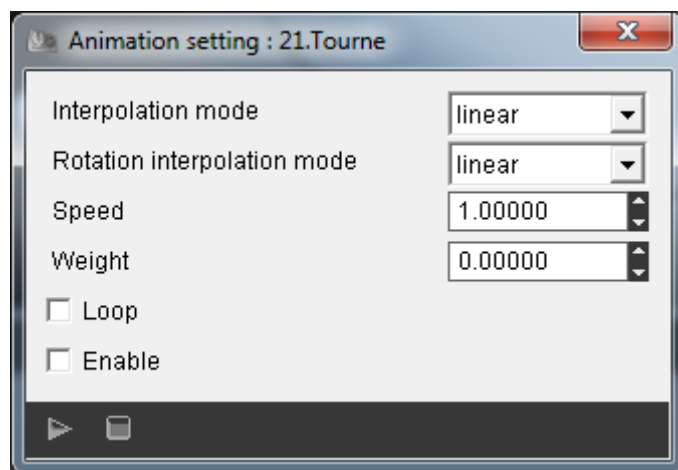 Animation setting : 21.Tourne
Interpolation mode linear
Rotation interpolation mode linear
Speed 1.00000
Weight 0.00000
Loop
Enable